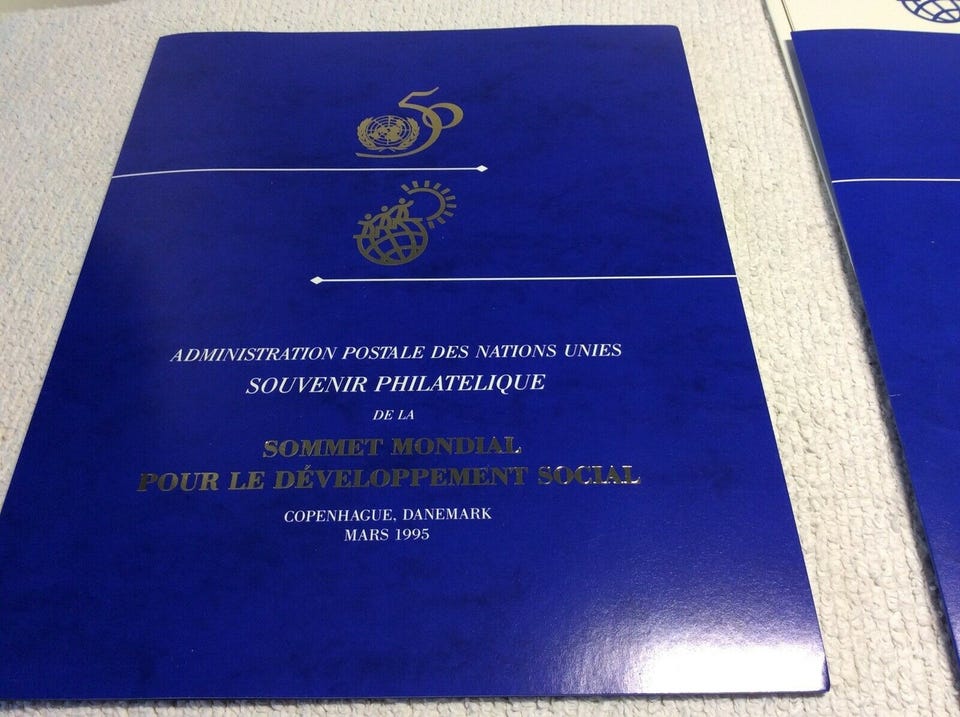 50
ADMINISTRATION POSTALE DES NATIONS UNIES
SOUVENIR PHILATELIQUE
DE LA
SOMMET MONDIAL
POUR LE DÉVELOPPEMENT SOCIAL
COPENHAGUE, DANEMARK
MARS 1995